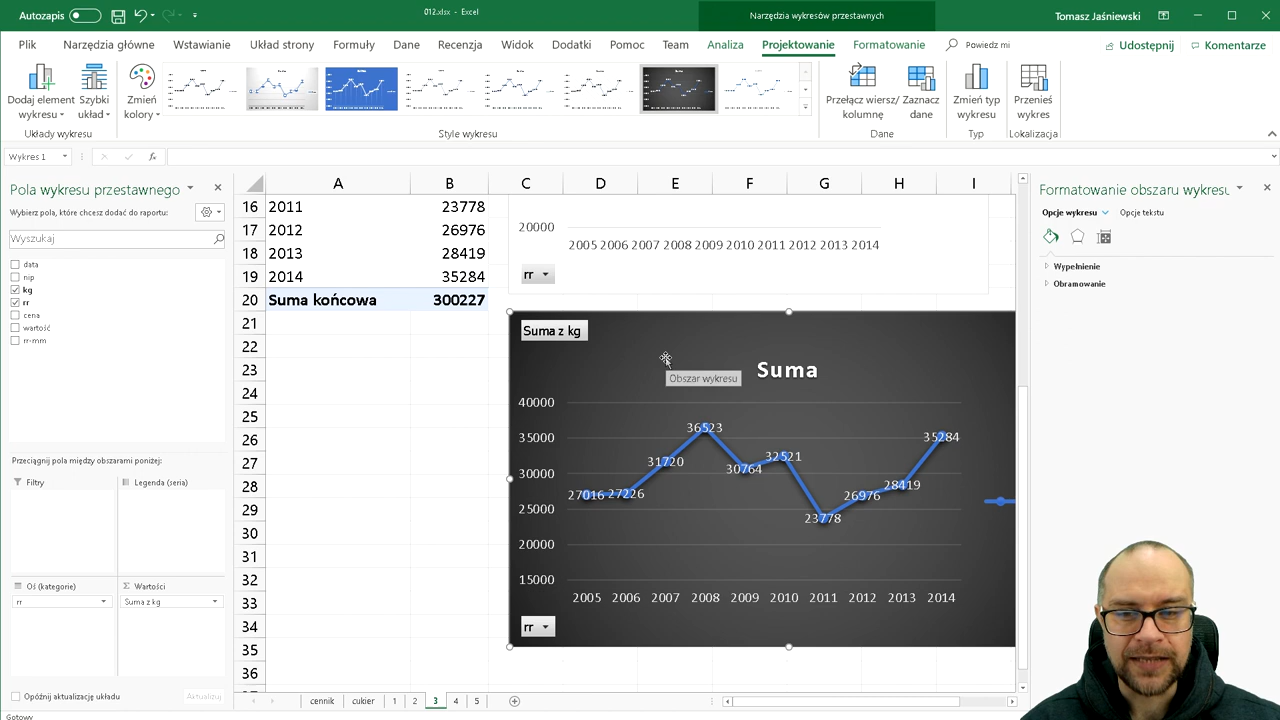 Autozapis
012.xlsx - Excel
Narzędzia wykresów przestawnych
Tomasz Jaśniewski
Plik Narzędzia główne Wstawianie Układ strony Formuły Dane Recenzja Widok Dodatki Pomoc Team Analiza Projektowanie Formatowanie Powiedz mi Udostępnij Komentarze
Dodaj element wykresu
Szybki układ
Układy wykresu
Zmień kolory
Style wykresu
Przełącz wiersz/ kolumnę
Zaznacz dane
Dane
Zmień typ wykresu
Typ
Przenieś wykres
Lokalizacja
Wykres 1
fx
Pola wykresu przestawnego
Wybierz pola, które chcesz dodać do raportu:
Wyszukaj
data
nip
kg
rr
cena
wartość
rr-mm
Przeciągnij pola między obszarami poniżej:
Filtry
Legenda (seria)
Oś (kategorie)
Σ Wartości
rr
Suma z kg
Opóźnij aktualizację układu
Aktualizuj
A B C D E F G H I
16 2011 23778
17 2012 26976
18 2013 28419
19 2014 35284
20 Suma końcowa 300227
21
22
23
24
25
26
27
28
29
30
31
32
33
34
35
36
20000
2005 2006 2007 2008 2009 2010 2011 2012 2013 2014
rr
Suma z kg
Obszar wykresu
Suma
40000
35000
30000
25000
20000
15000
27016 27226 31720 36523 30764 32521 23778 26976 28419 35284
2005 2006 2007 2008 2009 2010 2011 2012 2013 2014
rr
Formatowanie obszaru wykresu
Opcje wykresu
Opcje tekstu
Wypełnienie
Obramowanie
cennik cukier 1 2 3 4 5
Gotowy